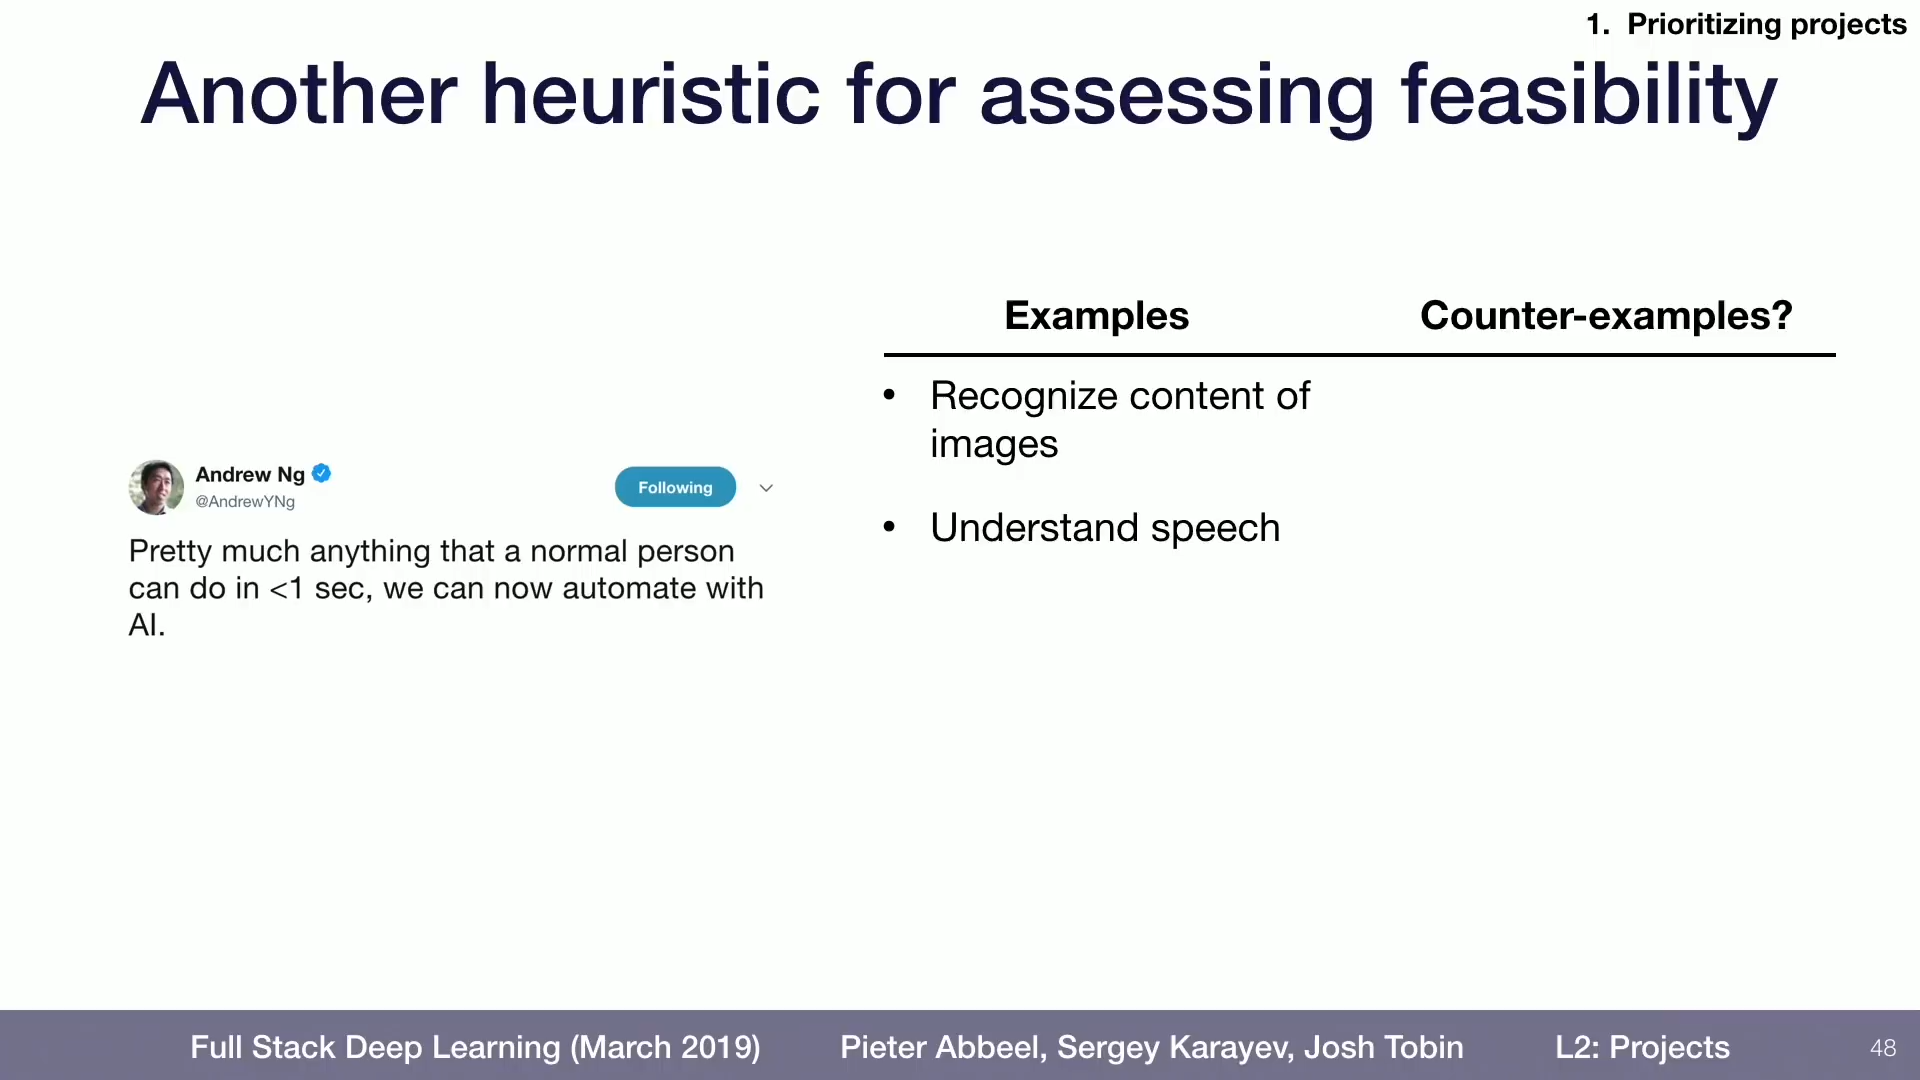 1. Prioritizing projects
Another heuristic for assessing feasibility
Examples
Counter-examples?
• Recognize content of
images
• Understand speech
Andrew Ng
@AndrewYNg
Following
Pretty much anything that a normal person
can do in <1 sec, we can now automate with
AI.
Full Stack Deep Learning (March 2019)
Pieter Abbeel, Sergey Karayev, Josh Tobin
L2: Projects
48